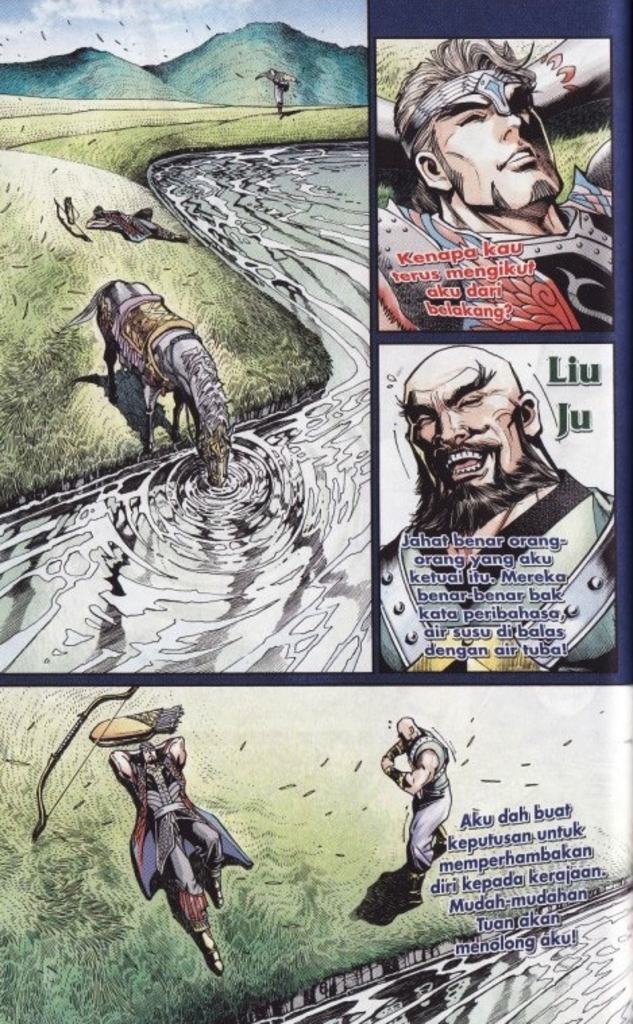 Kenapa kau
terus mengikut
aku dari
belakang?
Liu
Ju
Jahat benar orang-
orang yang aku
ketuai itu. Mereka
benar-benar bak
kata peribahasa,
air susu di balas
dengan air tuba!
Aku dah buat
keputusan untuk
memperhambakan
diri kepada kerajaan.
Mudah-mudahan
Tuan akan
menolong aku!